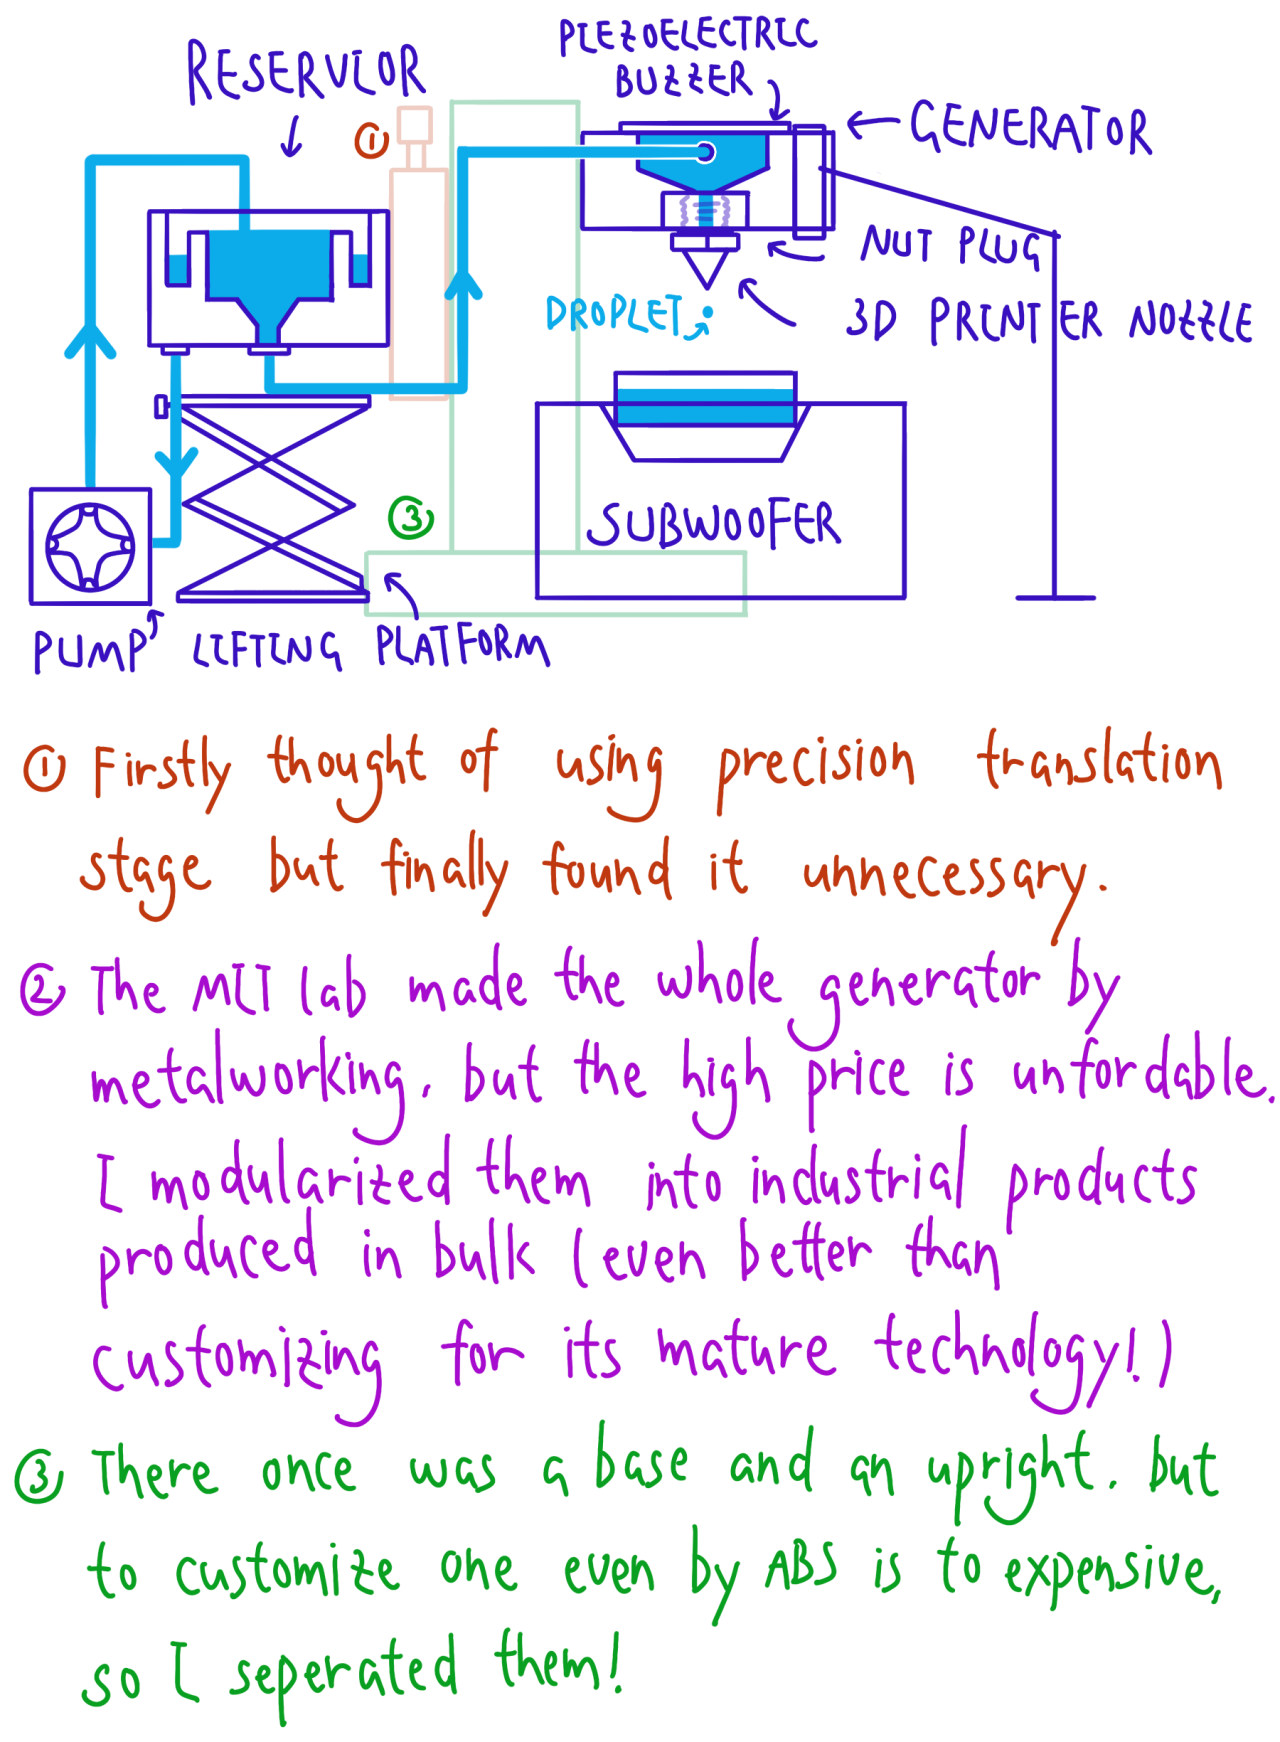 PIEZOELECTRIC
BUZZER
RESERVIOR
GENERATOR
①
NUT PLUG
DROPLET
3D PRINTER NOZZLE
③
SUBWOOFER
PUMP
LIFTING PLATFORM
① Firstly thought of using precision translation
stage but finally found it unnecessary.
② The MIT lab made the whole generator by
metalworking, but the high price is unfordable.
I modularized them into industrial products
produced in bulk (even better than
customizing for its mature technology!)
③ There once was a base and an upright. but
to customize one even by ABS is to expensive,
so I seperated them!